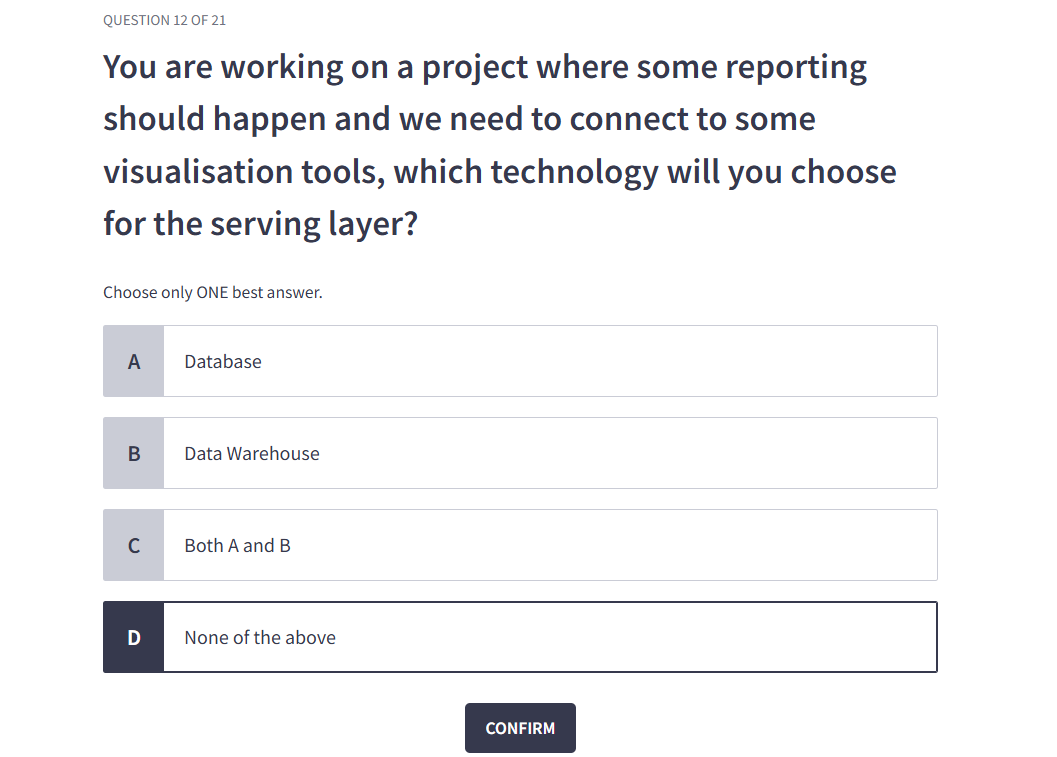 QUESTION 12 OF 21
You are working on a project where some reporting
should happen and we need to connect to some
visualisation tools, which technology will you choose
for the serving layer?
Choose only ONE best answer.
A Database
B Data Warehouse
C Both A and B
D None of the above
CONFIRM